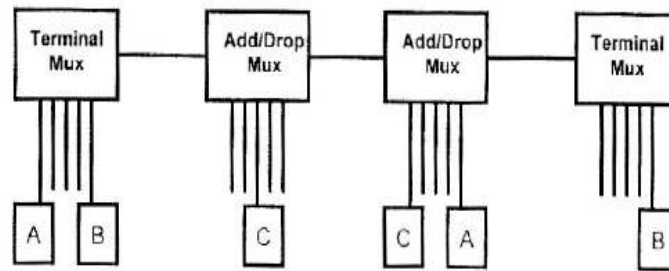 Terminal
Mux
Add/Drop
Mux
Add/Drop
Mux
Terminal
Mux
A
B
C
C
A
B